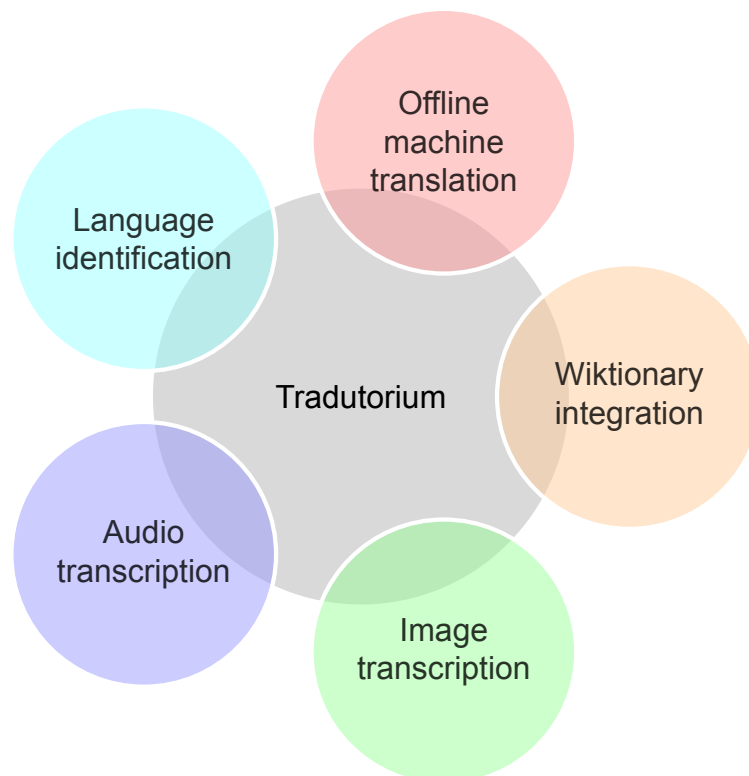 Offline
machine
translation
Language
identification
Wiktionary
integration
Tradutorium
Audio
transcription
Image
transcription